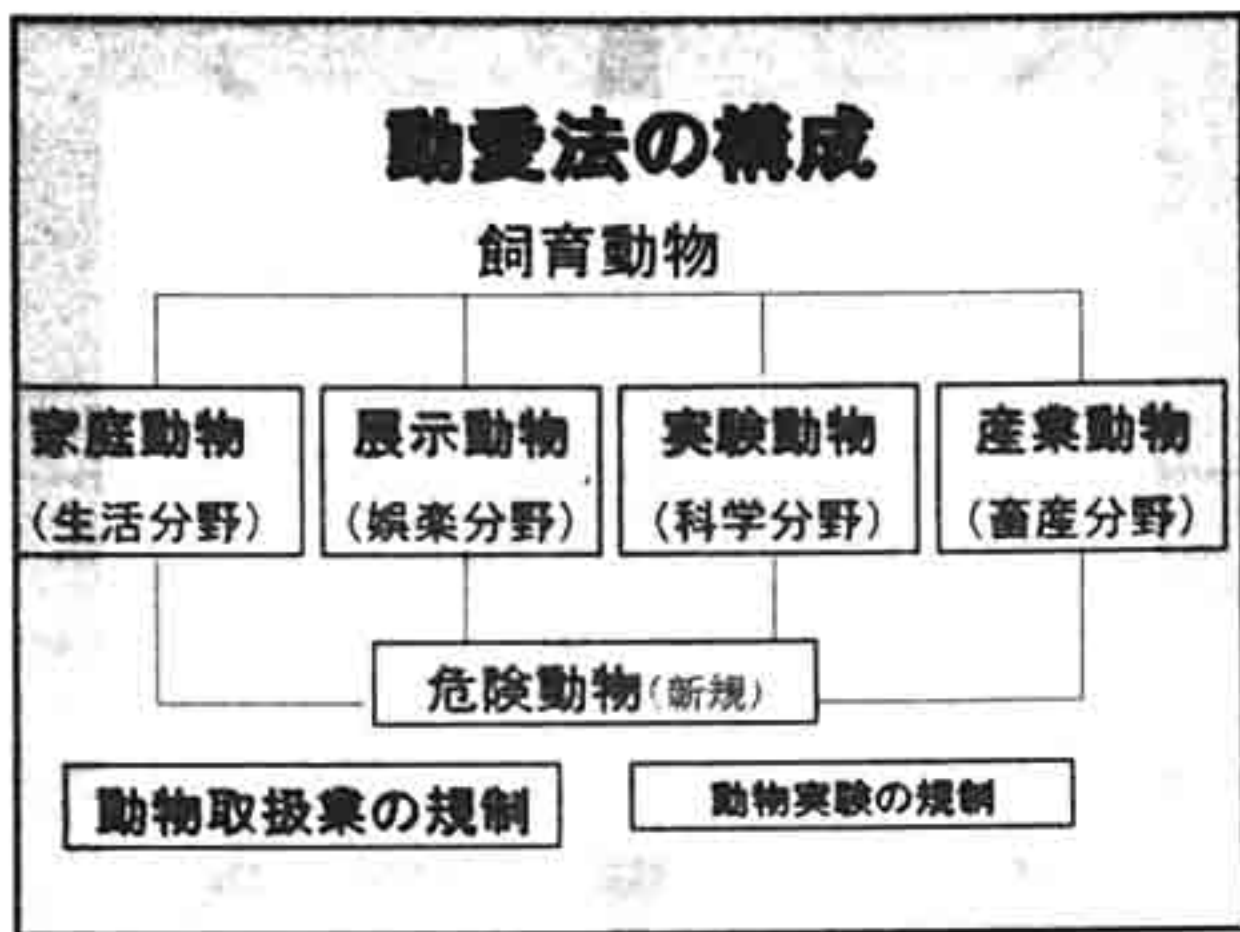 動愛法の構成
飼育動物
家庭動物
(生活分野)
展示動物
(娯楽分野)
実験動物
(科学分野)
産業動物
(畜産分野)
危険動物(新規)
動物取扱業の規制
動物実験の規制